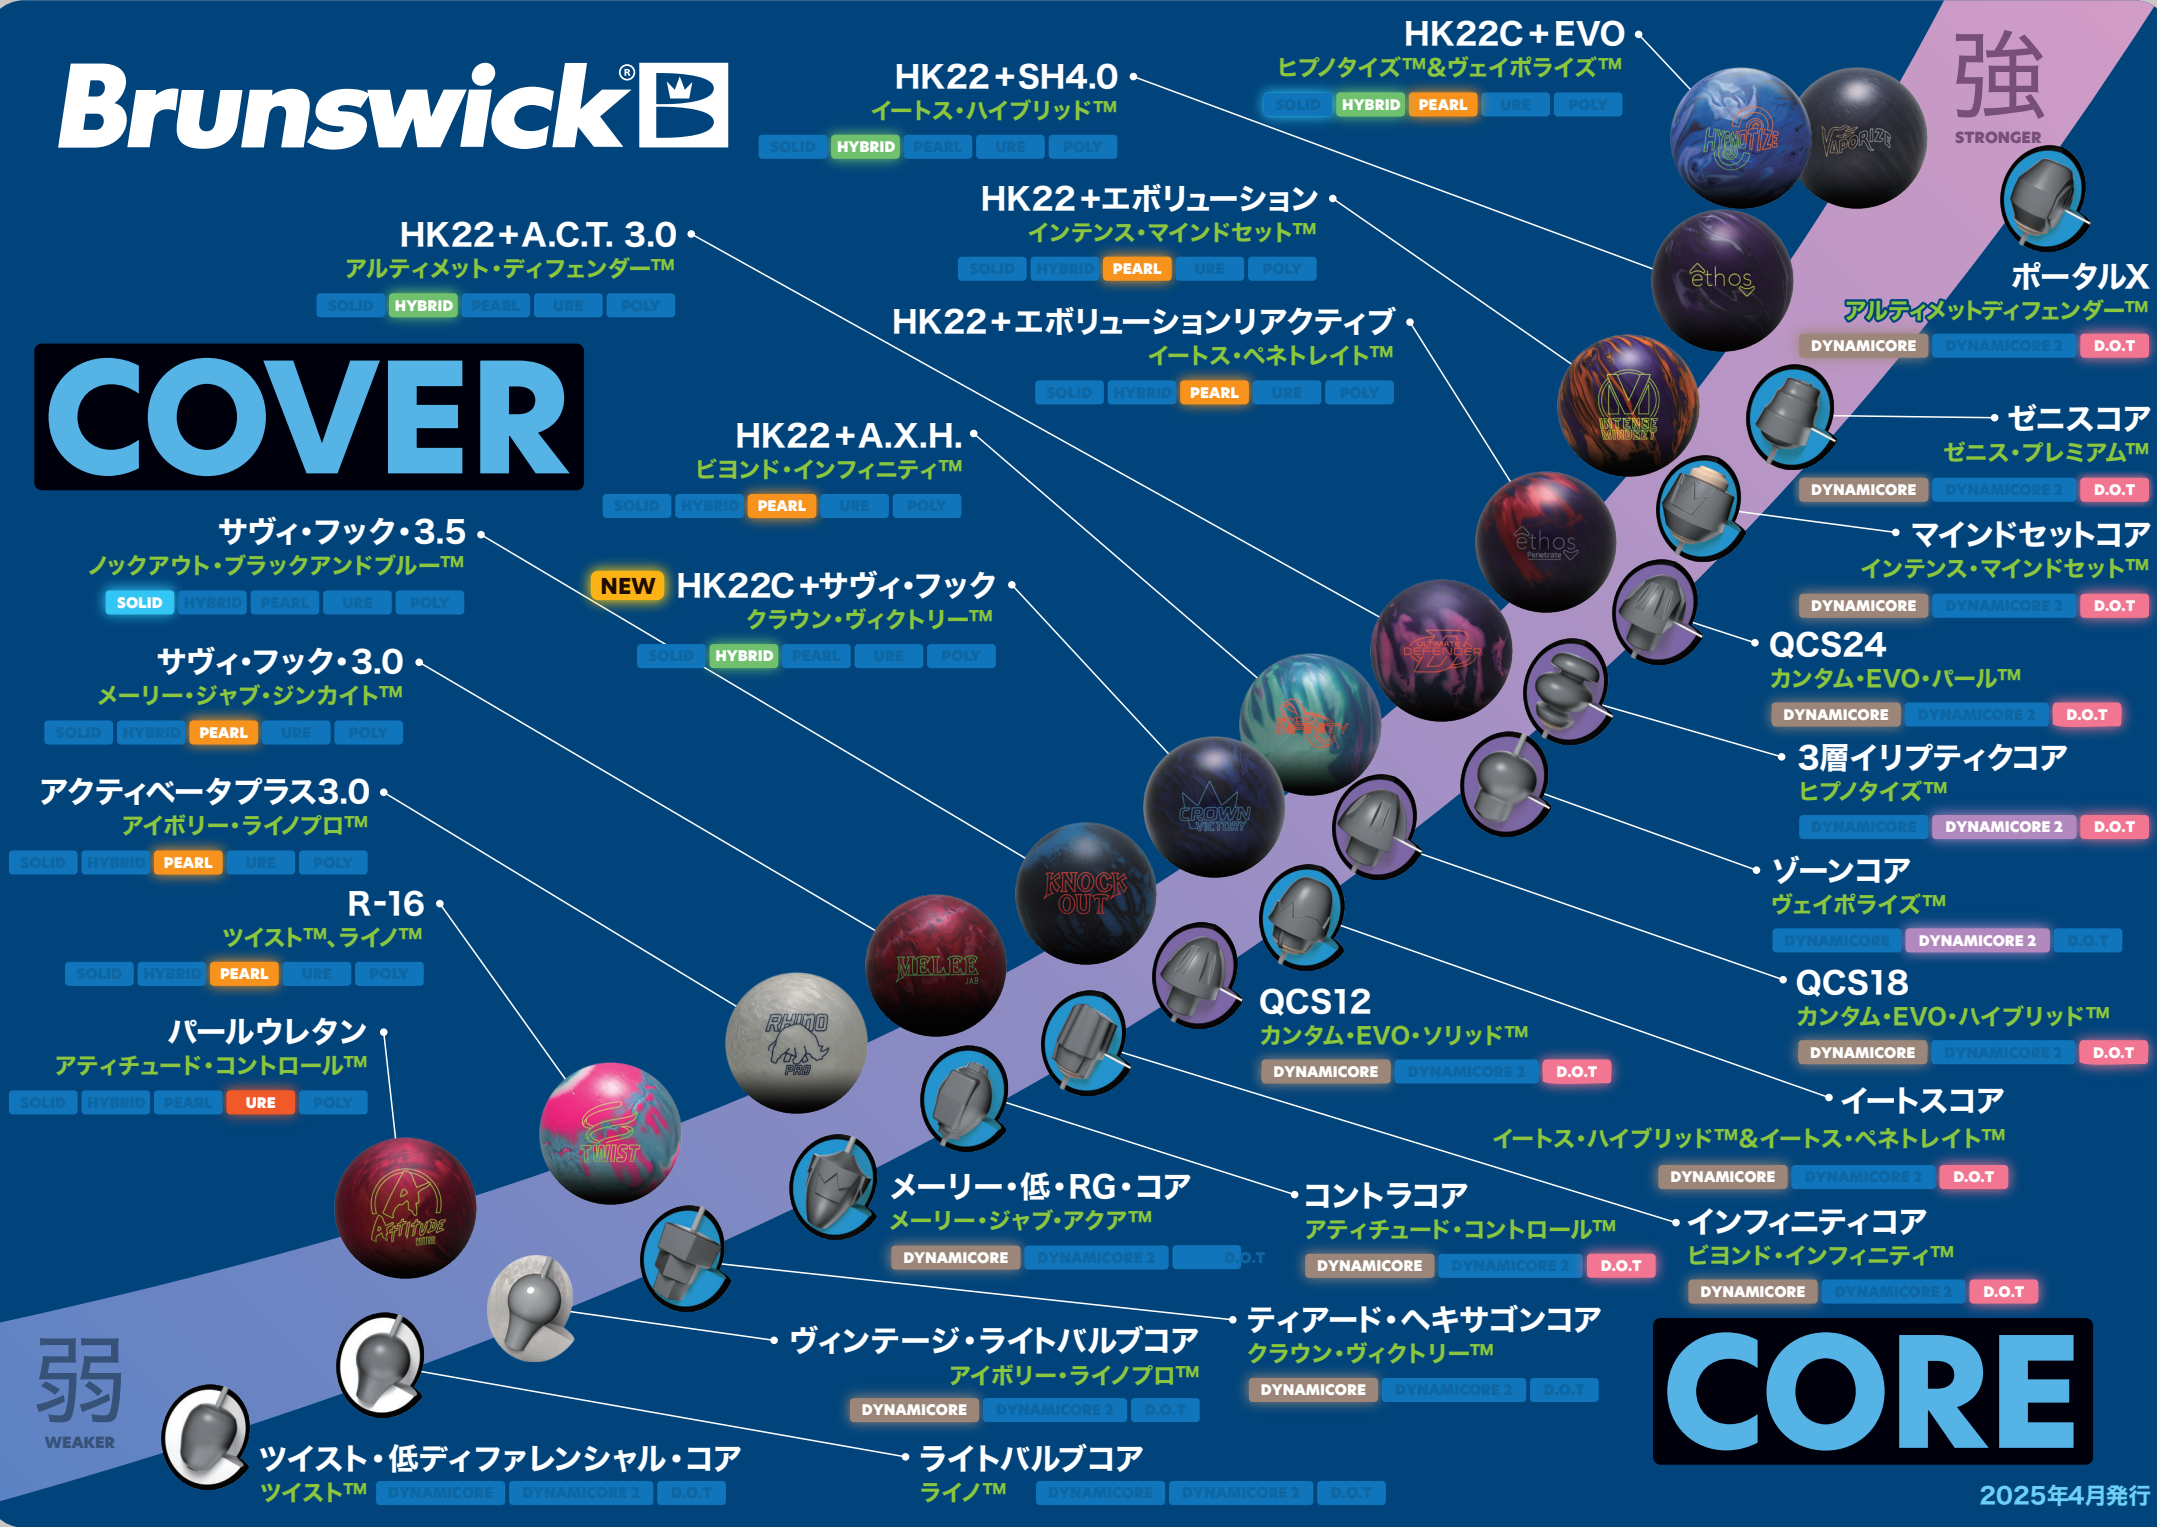 Brunswick® B
COVER
HK22C+EVO
ヒプノタイズ™&ヴェイポライズ™
SOLID HYBRID PEARL URE POLY
HK22+SH4.0
イートス・ハイブリッド™
SOLID HYBRID PEARL URE POLY
HK22+エボリューション
インテンス・マインドセット™
SOLID HYBRID PEARL URE POLY
HK22+A.C.T. 3.0
アルティメット・ディフェンダー™
SOLID HYBRID PEARL URE POLY
HK22+エボリューションリアクティブ
イートス・ペネトレイト™
SOLID HYBRID PEARL URE POLY
HK22+A.X.H.
ビヨンド・インフィニティ™
SOLID HYBRID PEARL URE POLY
サヴィ・フック・3.5
ノックアウト・ブラックアンドブルー™
SOLID HYBRID PEARL URE POLY
NEW HK22C+サヴィ・フック
クラウン・ヴィクトリー™
SOLID HYBRID PEARL URE POLY
サヴィ・フック・3.0
メーリー・ジャブ・ジンカイト™
SOLID HYBRID PEARL URE POLY
アクティベータプラス3.0
アイボリー・ライノプロ™
SOLID HYBRID PEARL URE POLY
R-16
ツイスト™、ライノ™
SOLID HYBRID PEARL URE POLY
パールウレタン
アティチュード・コントロール™
SOLID HYBRID PEARL URE POLY
強
STRONGER
HYPNOTIZE
VAPORIZE
ethos
M
INTENSE
MINDSET
ethos
Penetrate
D
ULTIMATE
DEFENDER
INFINITY
CROWN
VICTORY
KNOCK
OUT
MELEE
JAB
RHINO
PRO
TWIST
A
ATTITUDE
CONTROL
弱
WEAKER
ポータルX
アルティメットディフェンダー™
DYNAMICORE DYNAMICORE 2 D.O.T
ゼニスコア
ゼニス・プレミアム™
DYNAMICORE DYNAMICORE 2 D.O.T
マインドセットコア
インテンス・マインドセット™
DYNAMICORE DYNAMICORE 2 D.O.T
QCS24
カンタム・EVO・パール™
DYNAMICORE DYNAMICORE 2 D.O.T
3層イリプティクコア
ヒプノタイズ™
DYNAMICORE DYNAMICORE 2 D.O.T
ゾーンコア
ヴェイポライズ™
DYNAMICORE DYNAMICORE 2 D.O.T
QCS18
カンタム・EVO・ハイブリッド™
DYNAMICORE DYNAMICORE 2 D.O.T
QCS12
カンタム・EVO・ソリッド™
DYNAMICORE DYNAMICORE 2 D.O.T
イートスコア
イートス・ハイブリッド™&イートス・ペネトレイト™
DYNAMICORE DYNAMICORE 2 D.O.T
メーリー・低・RG・コア
メーリー・ジャブ・アクア™
DYNAMICORE DYNAMICORE 2 D.O.T
コントラコア
アティチュード・コントロール™
DYNAMICORE DYNAMICORE 2 D.O.T
インフィニティコア
ビヨンド・インフィニティ™
DYNAMICORE DYNAMICORE 2 D.O.T
ヴィンテージ・ライトバルブコア
アイボリー・ライノプロ™
DYNAMICORE DYNAMICORE 2 D.O.T
ティアード・ヘキサゴンコア
クラウン・ヴィクトリー™
DYNAMICORE DYNAMICORE 2 D.O.T
ツイスト・低ディファレンシャル・コア
ツイスト™ DYNAMICORE DYNAMICORE 2 D.O.T
ライトバルブコア
ライノ™ DYNAMICORE DYNAMICORE 2 D.O.T
CORE
2025年4月発行